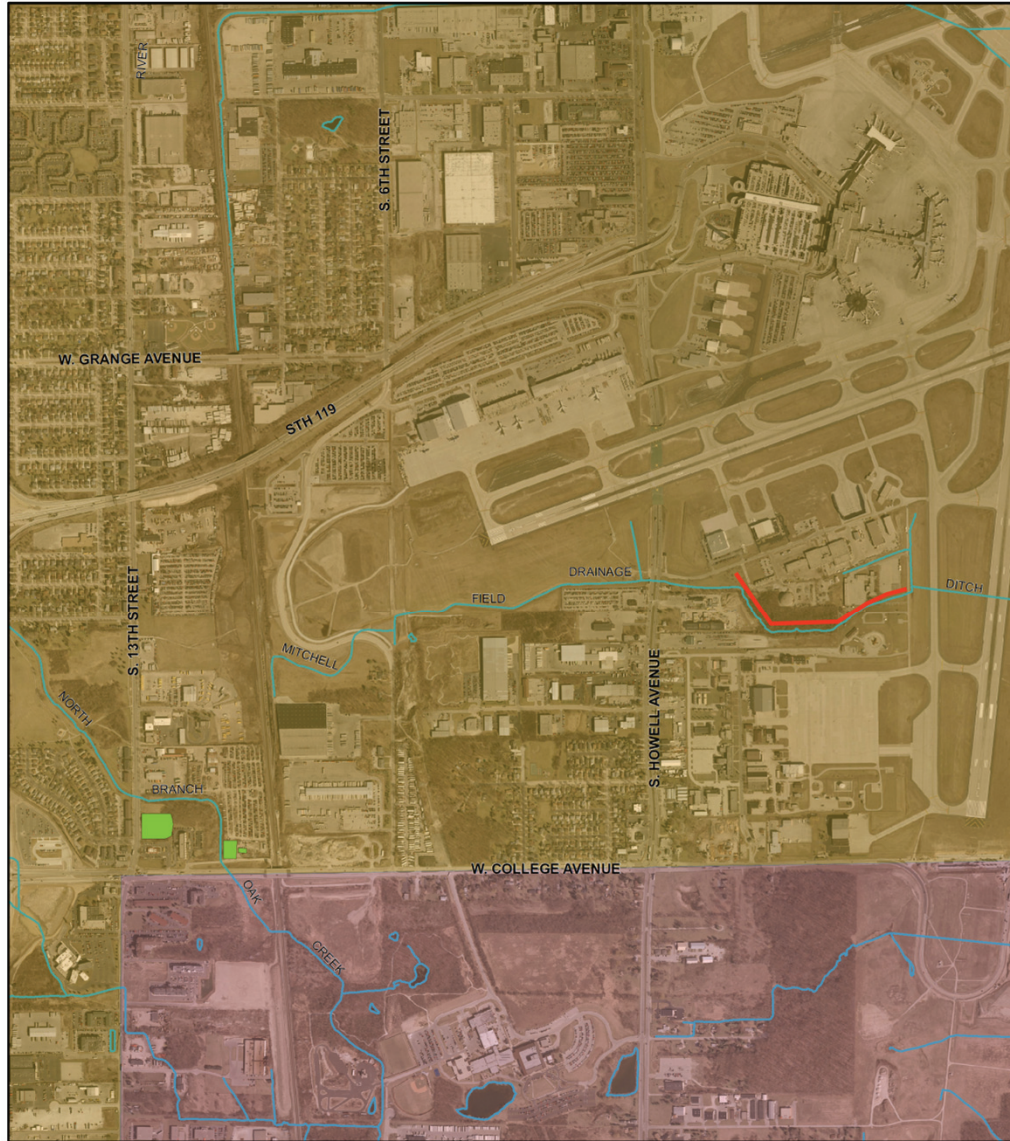 RIVER
S. 6TH STREET
W. GRANGE AVENUE
STH 119
DRAINAGE
DITCH
FIELD
MITCHELL
S. 13TH STREET
NORTH
S. HOWELL AVENUE
BRANCH
W. COLLEGE AVENUE
OAK
CREEK